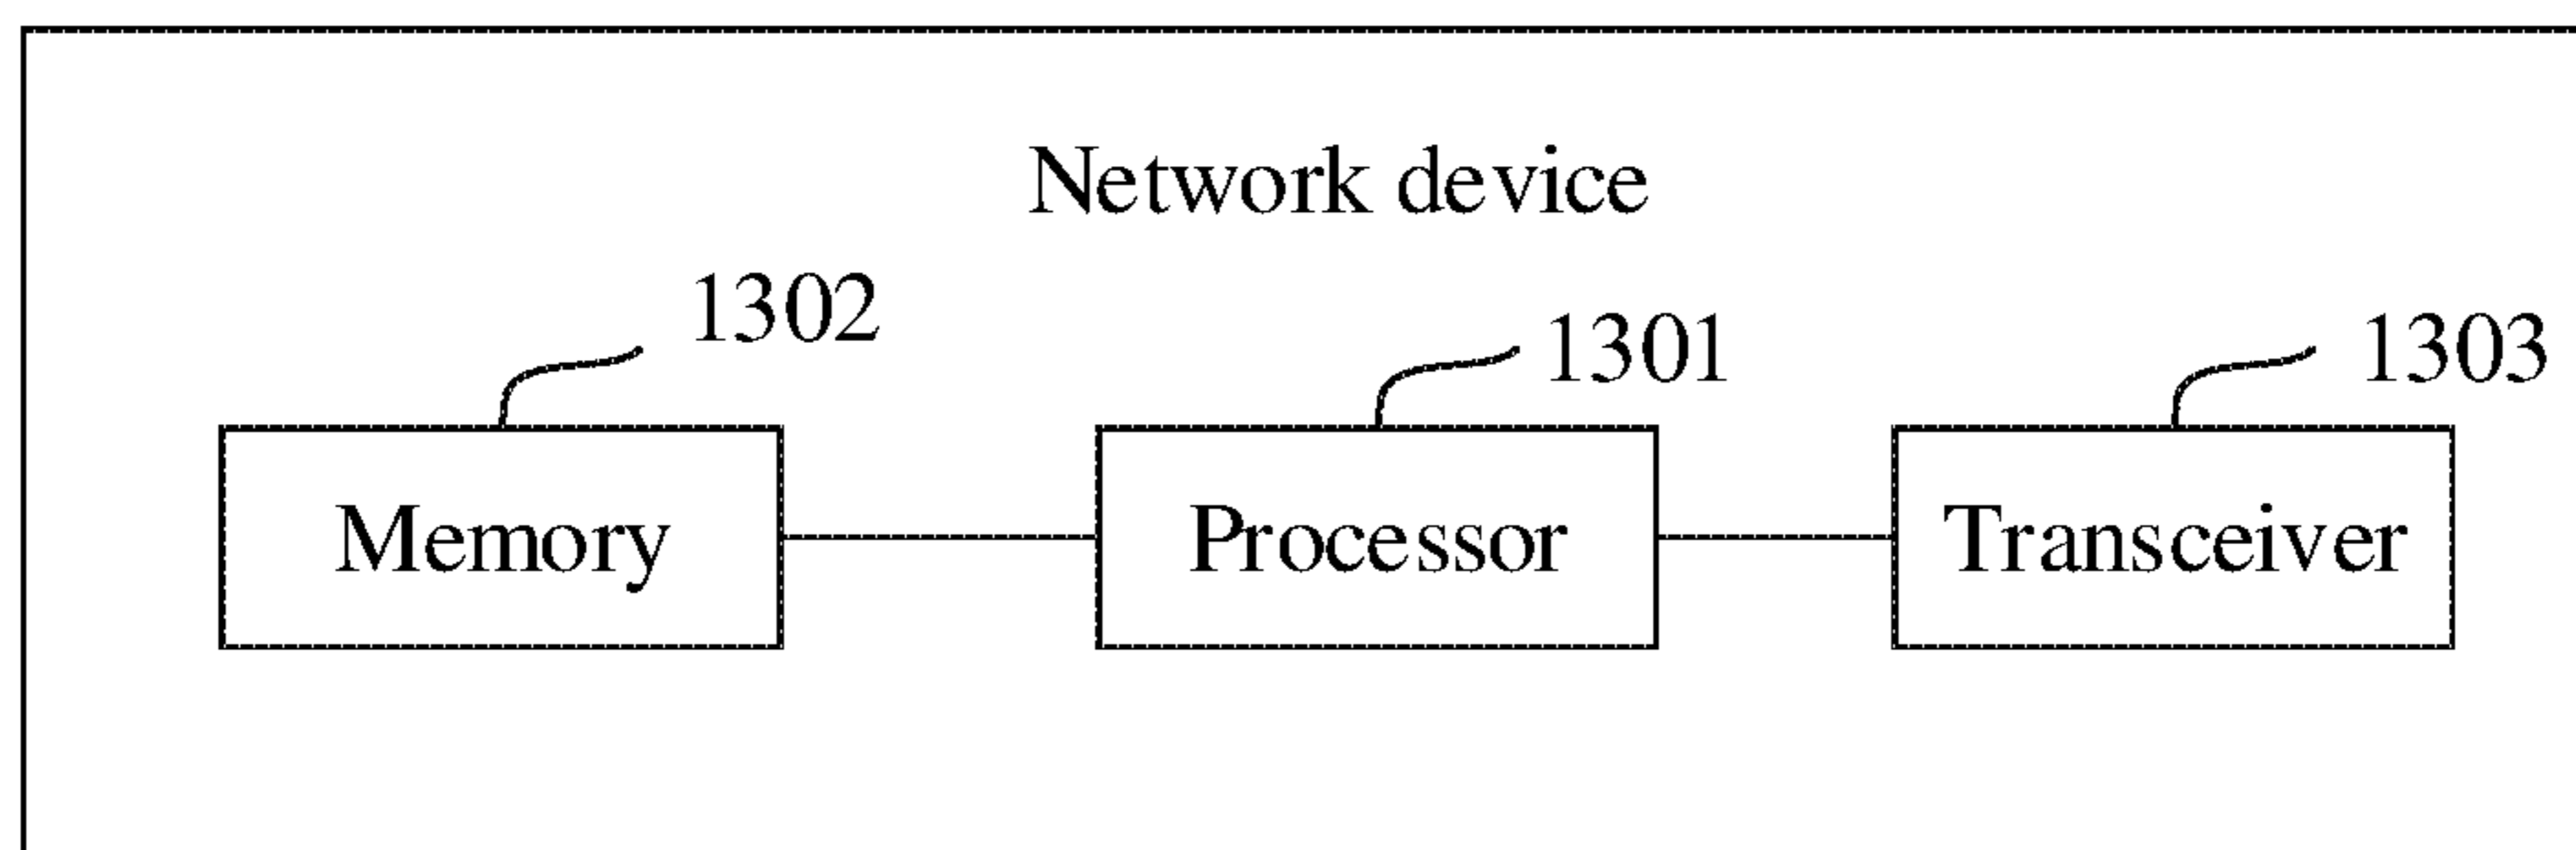 Network device
1302
1301
1303
Memory
Processor
Transceiver